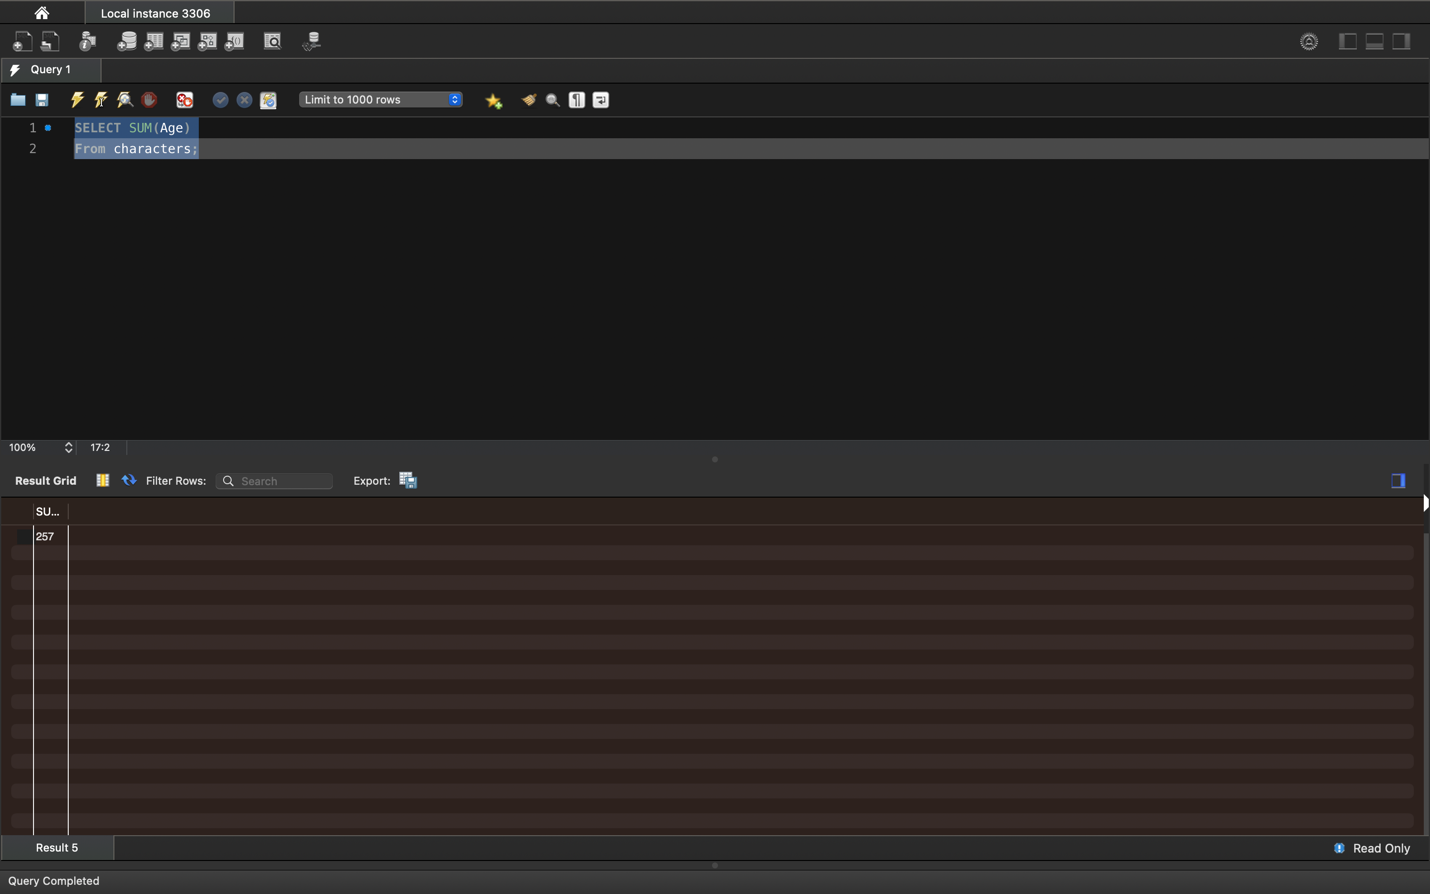 Local instance 3306
Query 1
Limit to 1000 rows
1 SELECT SUM(Age)
2 From characters;
100% 17:2
Result Grid Filter Rows: Search Export:
SU...
257
Result 5 Read Only
Query Completed